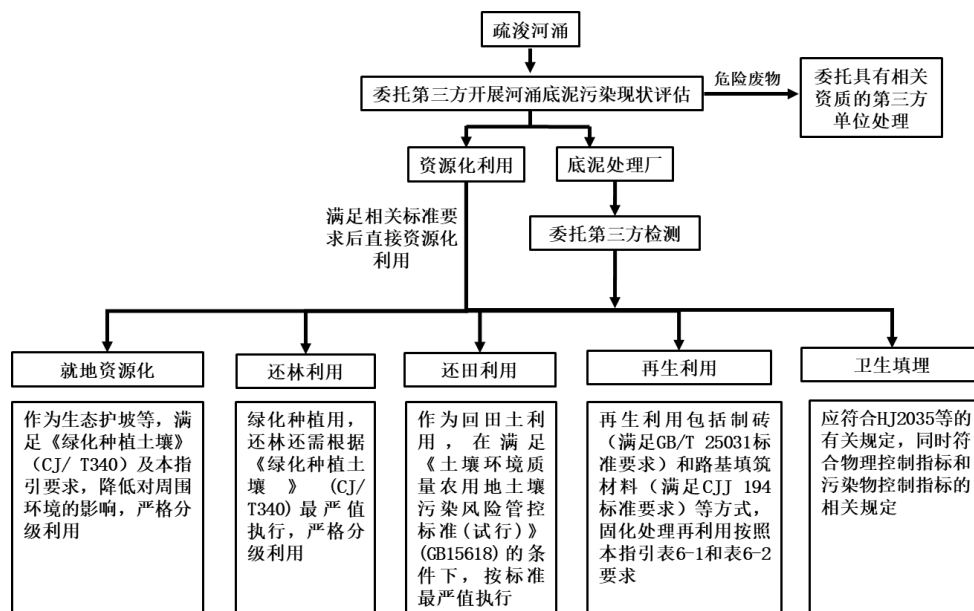 疏浚河涌
委托第三方开展河涌底泥污染现状评估
危险废物
委托具有相关
资质的第三方
单位处理
资源化利用
底泥处理厂
满足相关标准要
求后直接资源化
利用
委托第三方检测
就地资源化
还林利用
还田利用
再生利用
卫生填埋
作为生态护坡等，满
足《绿化种植土壤》
（CJ/ T340）及本指
引要求，降低对周围
环境的影响，严格分
级利用
绿化种植用，
还林还需根据
《绿化种植土
壤》（CJ/
T340)最严值
执行，严格分
级利用
作为回田土利
用，在满足
《土壤环境质
量农用地土壤
污染风险管控
标准(试行)》
(GB15618)的条
件下，按标准
最严值执行
再生利用包括制砖
（满足GB/T 25031标
准要求）和路基填筑
材料（满足CJJ 194
标准要求）等方式，
固化处理再利用按照
本指引表6-1和表6-2
要求
应符合HJ2035等的
有关规定，同时符
合物理控制指标和
污染物控制指标的
相关规定